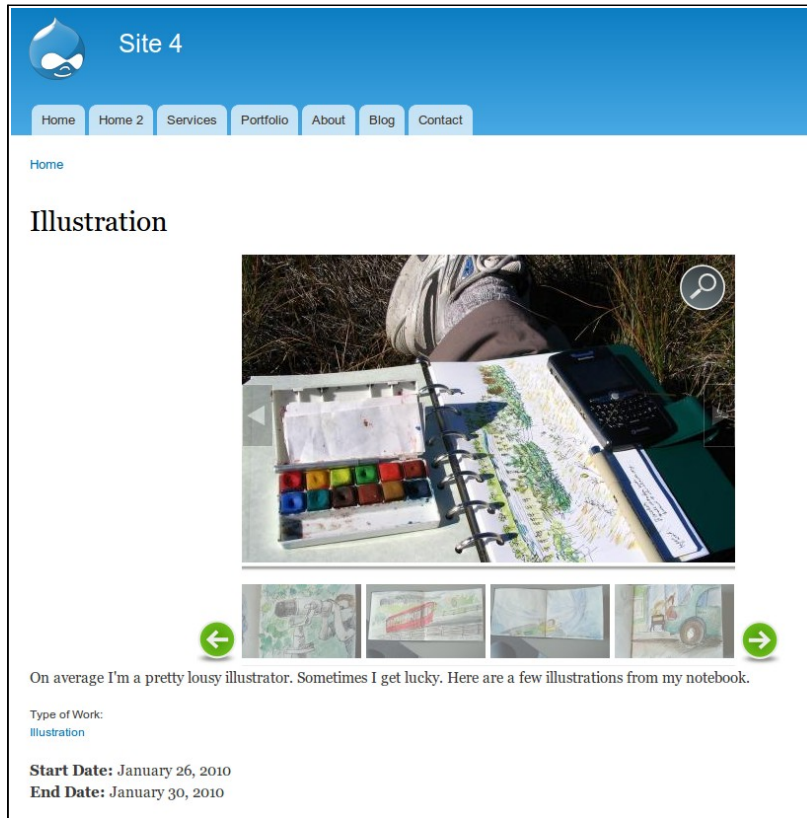 Site 4
Home Home 2 Services Portfolio About Blog Contact
Home
Illustration
On average I'm a pretty lousy illustrator. Sometimes I get lucky. Here are a few illustrations from my notebook.
Type of Work:
Illustration
Start Date: January 26, 2010
End Date: January 30, 2010